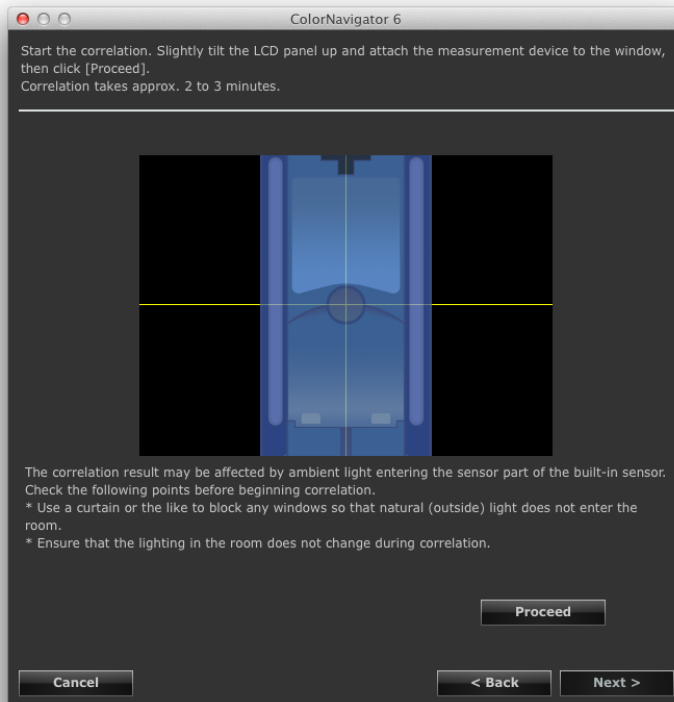 ColorNavigator 6
Start the correlation. Slightly tilt the LCD panel up and attach the measurement device to the window,
then click [Proceed].
Correlation takes approx. 2 to 3 minutes.
The correlation result may be affected by ambient light entering the sensor part of the built-in sensor.
Check the following points before beginning correlation.
* Use a curtain or the like to block any windows so that natural (outside) light does not enter the
room.
* Ensure that the lighting in the room does not change during correlation.
Proceed
Cancel
< Back
Next >